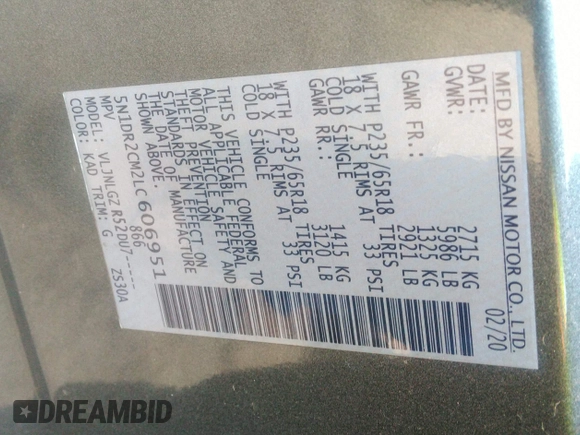 MFD BY NISSAN MOTOR CO., LTD.
DATE: 02/20
GVWR: 2715 KG
5986 LB
GAWR FR.: 1325 KG
2921 LB
WITH P235/65R18 TIRES
18 X 7.5 RIMS AT 33 PSI
COLD SINGLE
GAWR RR.: 1415 KG
3120 LB
WITH P235/65R18 TIRES
18 X 7.5 RIMS AT 33 PSI
COLD SINGLE
THIS VEHICLE CONFORMS TO
ALL APPLICABLE FEDERAL
MOTOR VEHICLE SAFETY AND
THEFT PREVENTION
STANDARDS IN EFFECT ON
THE DATE OF MANUFACTURE
SHOWN ABOVE.
5N1DR2CM2LC606951
MPV 866
MODEL: VLJNLGZ R52DU7----- ZS30A
COLOR: KAD TRIM: G
DREAMBID